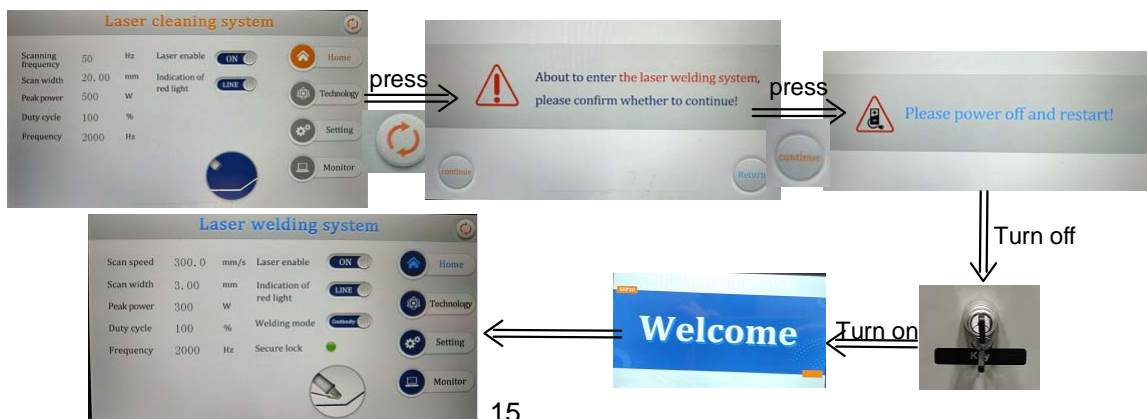 Laser cleaning system
Scanning frequency 50 Hz Laser enable ON Home
Scan width 20.00 mm Indication of red light LINE
Peak power 500 W Technology
Duty cycle 100 % Setting
Frequency 2000 Hz
Monitor
press
About to enter the laser welding system,
please confirm whether to continue!
continue
Return
press
continue
Please power off and restart!
Turn off
Key
Turn on
Welcome
Laser welding system
Scan speed 300.0 mm/s Laser enable ON Home
Scan width 3.00 mm Indication of red light LINE
Peak power 300 W Technology
Duty cycle 100 % Welding mode Setting
Frequency 2000 Hz Secure lock
Monitor
15